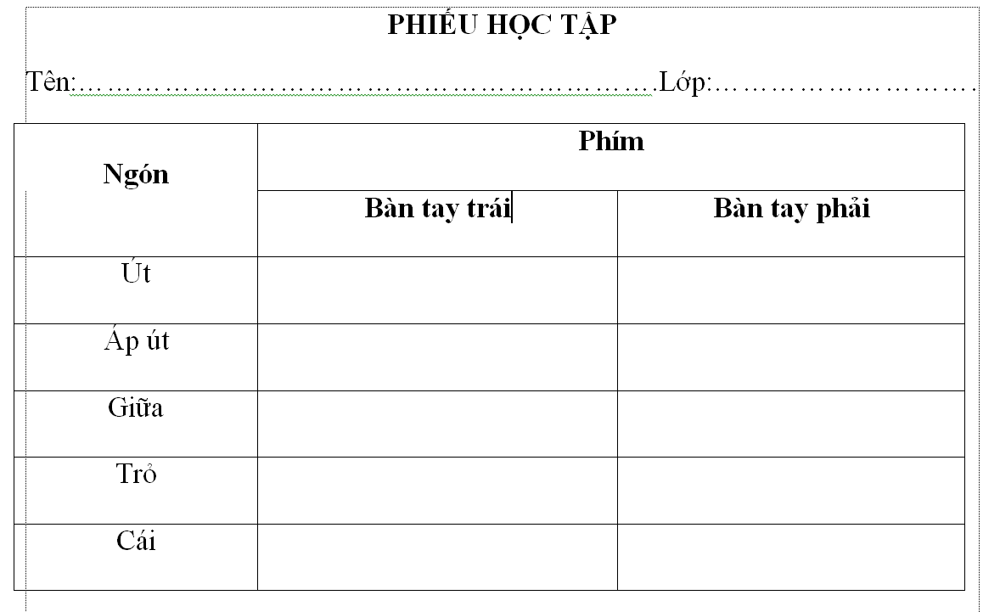 PHIẾU HỌC TẬP
Tên:…………………………………………………….Lớp:……………………….
Ngón
Phím
Bàn tay trái
Bàn tay phải
Út
Áp út
Giữa
Trỏ
Cái